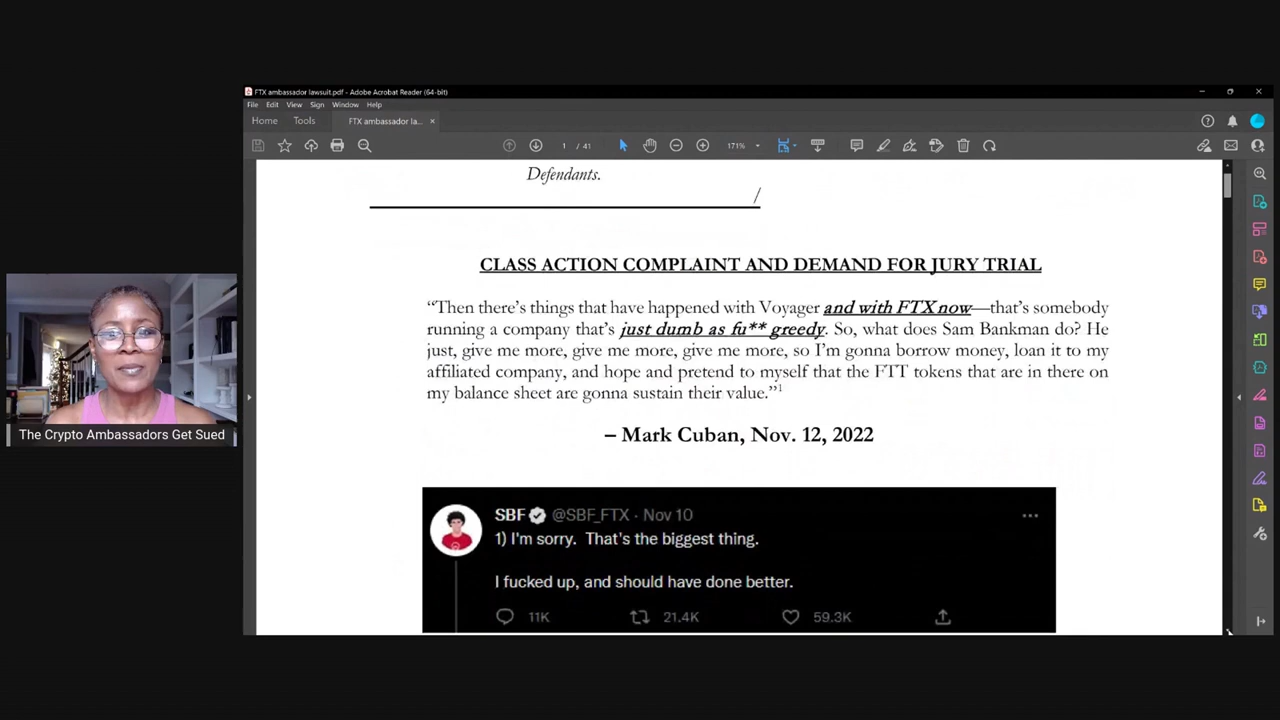 FTX ambassador lawsuit.pdf - Adobe Acrobat Reader (64-bit)
File Edit View Sign Window Help
Home Tools FTX ambassador la... ×
1 / 41 171%
Defendants.
/
CLASS ACTION COMPLAINT AND DEMAND FOR JURY TRIAL
“Then there’s things that have happened with Voyager and with FTX now—that’s somebody
running a company that’s just dumb as fu** greedy. So, what does Sam Bankman do? He
just, give me more, give me more, give me more, so I’m gonna borrow money, loan it to my
affiliated company, and hope and pretend to myself that the FTT tokens that are in there on
my balance sheet are gonna sustain their value.”1
– Mark Cuban, Nov. 12, 2022
SBF @SBF_FTX · Nov 10
1) I'm sorry. That's the biggest thing.
I fucked up, and should have done better.
11K 21.4K 59.3K
The Crypto Ambassadors Get Sued